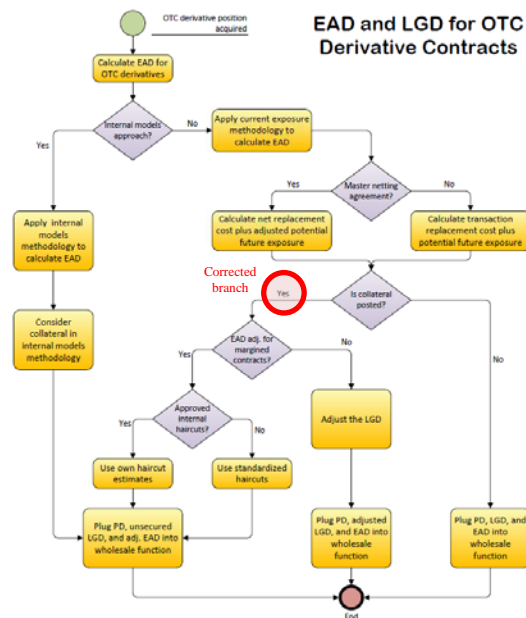 EAD and LGD for OTC
Derivative Contracts
OTC derivative position
acquired
Calculate EAD for
OTC derivatives
Internal models
approach?
No
Yes
Apply current exposure
methodology to
calculate EAD
Yes
Master netting
agreement?
No
Apply internal
models
methodology to
calculate EAD
Calculate net replacement
cost plus adjusted potential
future exposure
Calculate transaction
replacement cost plus
potential future exposure
Corrected
branch
Yes
Is collateral
posted?
Consider
collateral in
internal models
methodology
EAD adj. for
margined
contracts?
Yes
No
Approved
internal
haircuts?
Adjust the LGD
Yes
No
No
Use own haircut
estimates
Use standardized
haircuts
Plug PD, unsecured
LGD, and adj. EAD into
wholesale function
Plug PD, adjusted
LGD, and EAD into
wholesale
function
Plug PD, LGD, and
EAD into wholesale
function
End